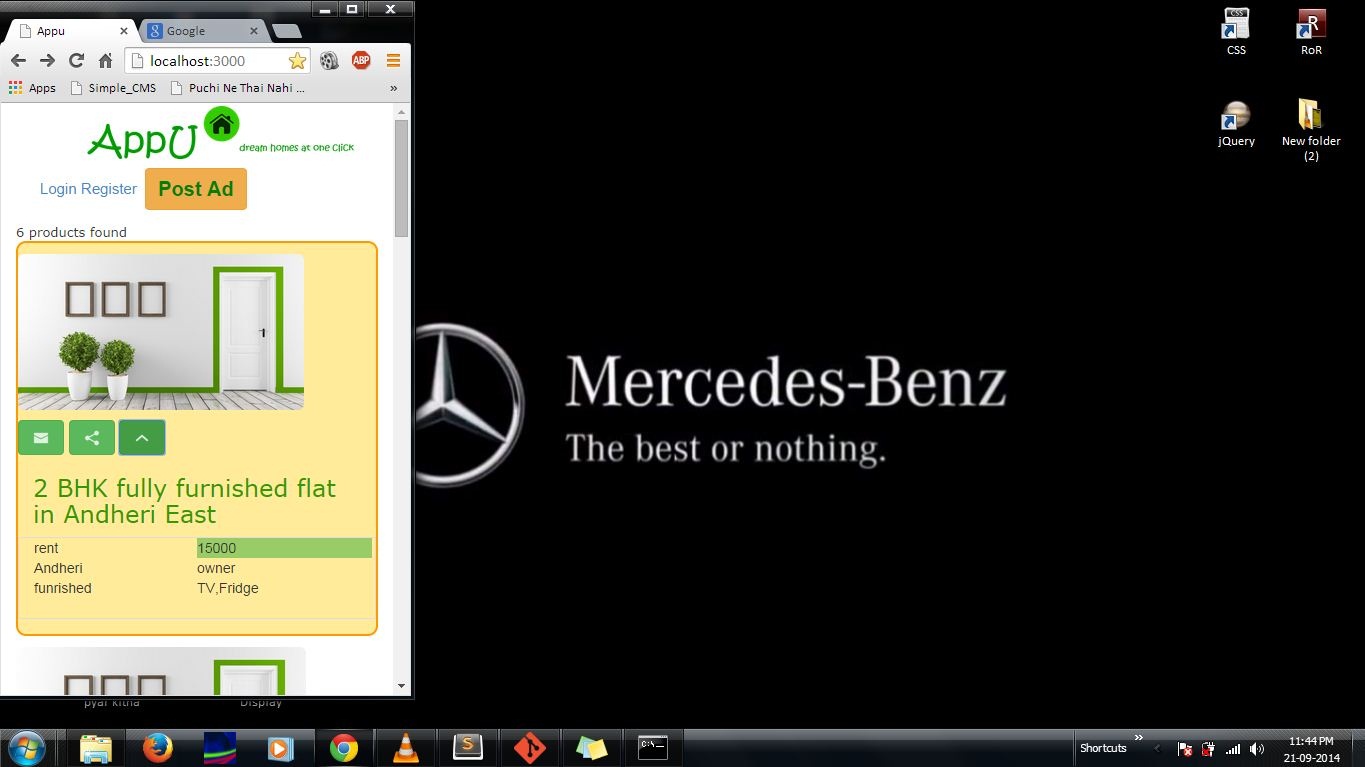 Appu
Google
localhost:3000
ABP
Apps
Simple_CMS
Puchi Ne Thai Nahi ...
»
AppU
dream homes at one click
Login Register
Post Ad
6 products found
2 BHK fully furnished flat
in Andheri East
rent
15000
Andheri
owner
funrished
TV,Fridge
Mercedes-Benz
The best or nothing.
CSS
CSS
R
RoR
jQuery
New folder
(2)
pyar kitna
Display
S
C:\_
Shortcuts
»
11:44 PM
21-09-2014